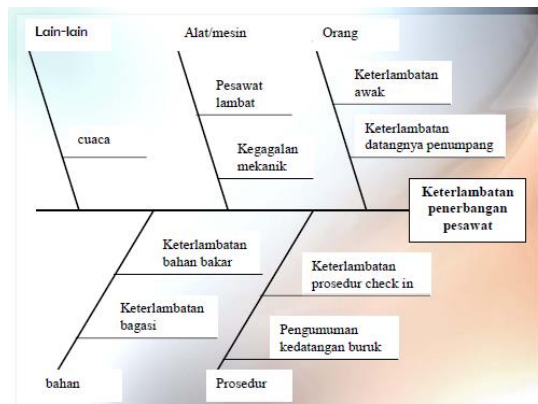 Lain-lain
Alat/mesin
Orang
Pesawat
lambat
Keterlambatan
awak
cuaca
Kegagalan
mekanik
Keterlambatan
datangnya penumpang
Keterlambatan
penerbangan
pesawat
Keterlambatan
bahan bakar
Keterlambatan
prosedur check in
Keterlambatan
bagasi
Pengumuman
kedatangan buruk
bahan
Prosedur